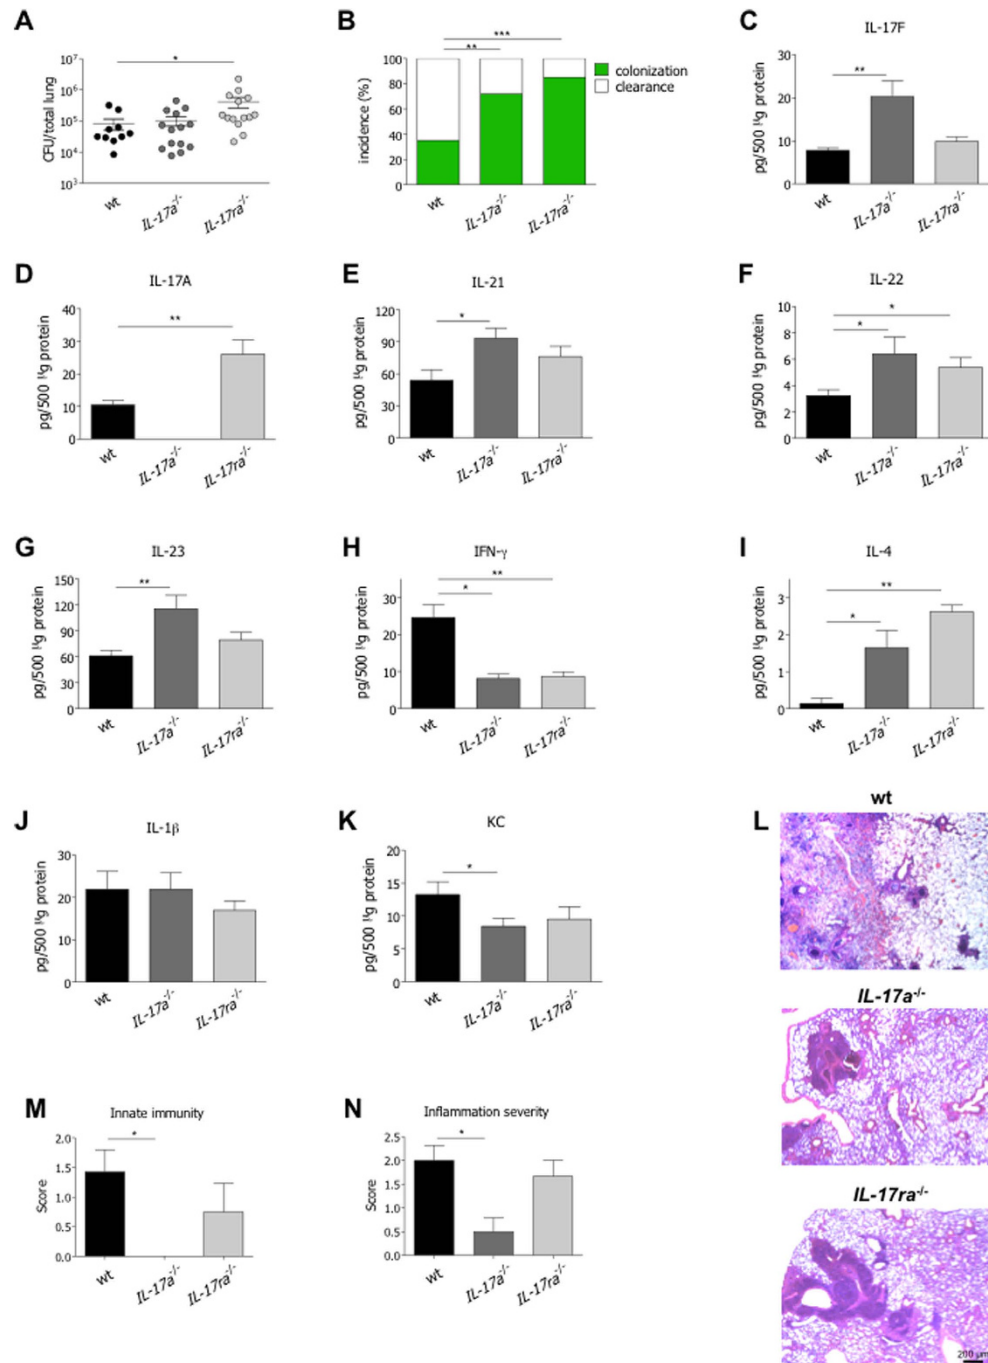 A
CFU/total lung
10⁷
10⁶
10⁵
10⁴
10³
*
wt
IL-17a-/-
IL-17ra-/-
B
incidence (%)
100
80
60
40
20
0
***
**
wt
IL-17a-/-
IL-17ra-/-
colonization
clearance
C
IL-17F
pg/500 µg protein
30
20
10
0
**
wt
IL-17a-/-
IL-17ra-/-
D
IL-17A
pg/500 µg protein
40
30
20
10
0
**
wt
IL-17a-/-
IL-17ra-/-
E
IL-21
pg/500 µg protein
120
90
60
30
0
*
wt
IL-17a-/-
IL-17ra-/-
F
IL-22
pg/500 µg protein
10
8
6
4
2
0
*
*
wt
IL-17a-/-
IL-17ra-/-
G
IL-23
pg/500 µg protein
150
120
90
60
30
0
**
wt
IL-17a-/-
IL-17ra-/-
H
IFN-γ
pg/500 µg protein
30
20
10
0
**
*
wt
IL-17a-/-
IL-17ra-/-
I
IL-4
pg/500 µg protein
3
2
1
0
**
*
wt
IL-17a-/-
IL-17ra-/-
J
IL-1β
pg/500 µg protein
30
20
10
0
wt
IL-17a-/-
IL-17ra-/-
K
KC
pg/500 µg protein
20
15
10
5
0
*
wt
IL-17a-/-
IL-17ra-/-
L
wt
IL-17a-/-
IL-17ra-/-
200 µm
M
Innate immunity
Score
2.0
1.5
1.0
0.5
0.0
*
wt
IL-17a-/-
IL-17ra-/-
N
Inflammation severity
Score
2.5
2.0
1.5
1.0
0.5
0.0
*
wt
IL-17a-/-
IL-17ra-/-